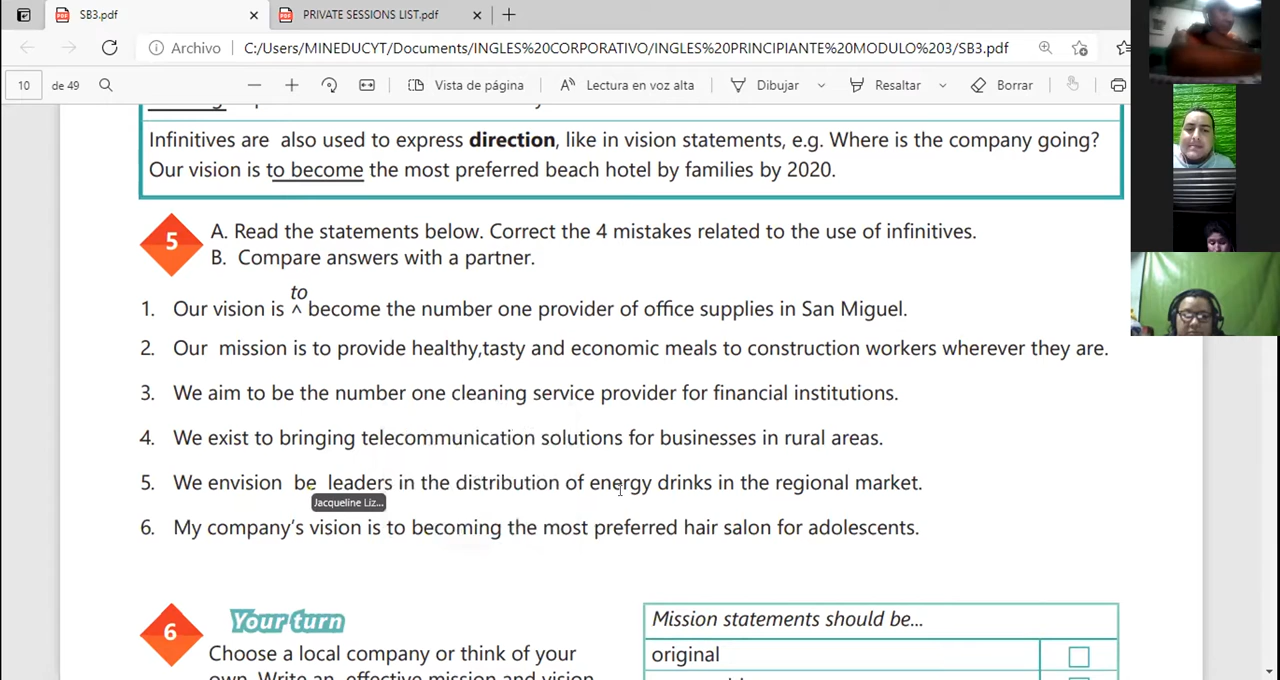 SB3.pdf
PRIVATE SESSIONS LIST.pdf
Archivo C:/Users/MINEDUCYT/Documents/INGLES%20CORPORATIVO/INGLES%20PRINCIPIANTE%20MODULO%203/SB3.pdf
10 de 49 Vista de página Lectura en voz alta Dibujar Resaltar Borrar
Infinitives are also used to express direction, like in vision statements, e.g. Where is the company going?
Our vision is to become the most preferred beach hotel by families by 2020.
5 A. Read the statements below. Correct the 4 mistakes related to the use of infinitives.
B. Compare answers with a partner.
to
1. Our vision is ^ become the number one provider of office supplies in San Miguel.
2. Our mission is to provide healthy,tasty and economic meals to construction workers wherever they are.
3. We aim to be the number one cleaning service provider for financial institutions.
4. We exist to bringing telecommunication solutions for businesses in rural areas.
5. We envision be leaders in the distribution of energy drinks in the regional market.
Jacqueline Liz...
6. My company's vision is to becoming the most preferred hair salon for adolescents.
6 Your turn
Choose a local company or think of your
own. Write an effective mission and vision
Mission statements should be...
original